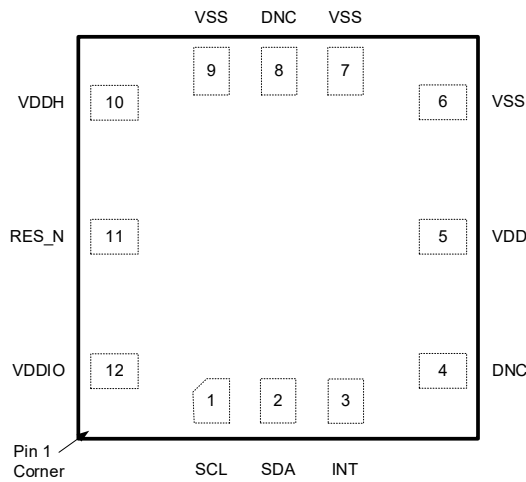 VSS DNC VSS
9 8 7
VDDH 10 6 VSS
RES_N 11 5 VDD
VDDIO 12 4 DNC
1 2 3
Pin 1
Corner
SCL SDA INT